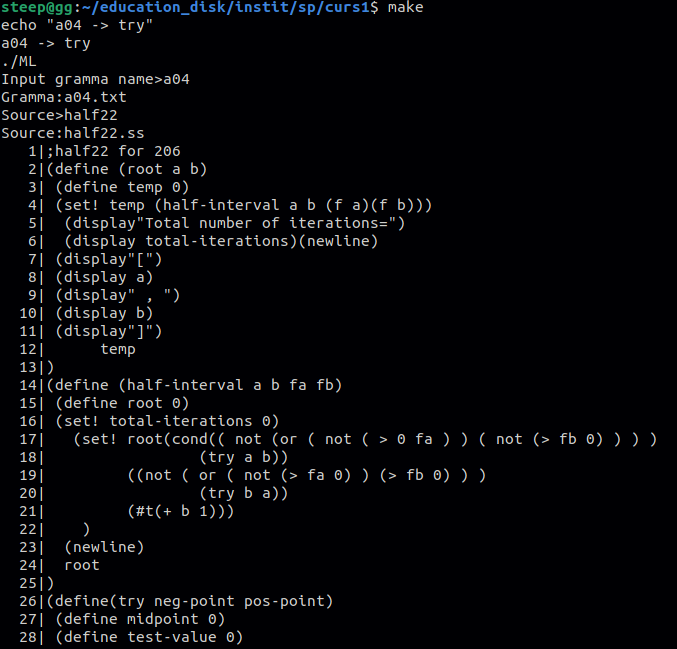 steep@gg:~/education_disk/instit/sp/curs1$ make
echo "a04 -> try"
a04 -> try
./ML
Input gramma name>a04
Gramma:a04.txt
Source>half22
Source:half22.ss
   1|;half22 for 206
   2|(define (root a b)
   3| (define temp 0)
   4| (set! temp (half-interval a b (f a)(f b)))
   5|  (display"Total number of iterations=")
   6|  (display total-iterations)(newline)
   7| (display"[")
   8| (display a)
   9| (display" , ")
  10| (display b)
  11| (display"]")
  12|      temp
  13|)
  14|(define (half-interval a b fa fb)
  15| (define root 0)
  16| (set! total-iterations 0)
  17|   (set! root(cond(( not (or ( not ( > 0 fa ) ) ( not (> fb 0) ) ) )
  18|                 (try a b))
  19|         ((not ( or ( not (> fa 0) ) (> fb 0) ) )
  20|                 (try b a))
  21|         (#t(+ b 1)))
  22|    )
  23|  (newline)
  24|  root
  25|)
  26|(define(try neg-point pos-point)
  27| (define midpoint 0)
  28| (define test-value 0)